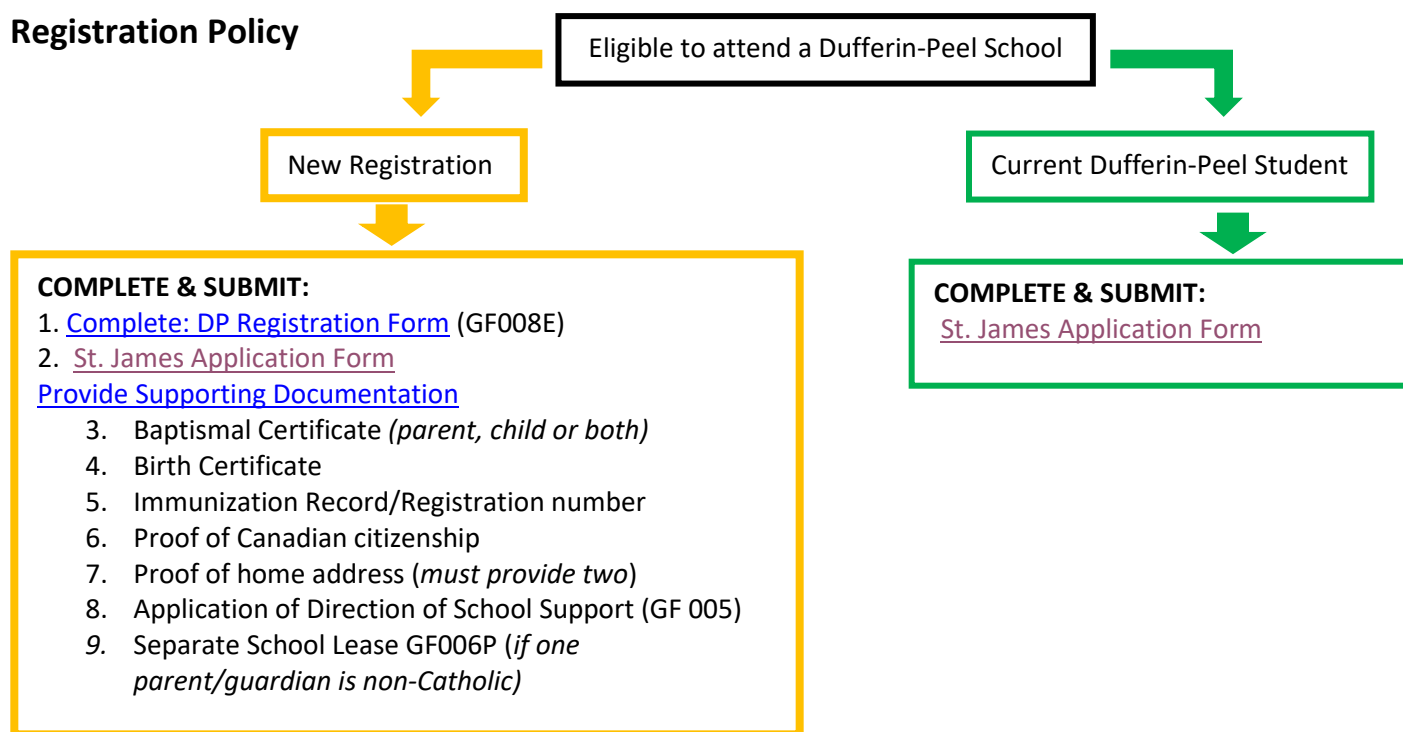 Registration Policy
Eligible to attend a Dufferin-Peel School
New Registration
COMPLETE & SUBMIT:
1. Complete: DP Registration Form (GF008E)
2. St. James Application Form
Provide Supporting Documentation
3. Baptismal Certificate (parent, child or both)
4. Birth Certificate
5. Immunization Record/Registration number
6. Proof of Canadian citizenship
7. Proof of home address (must provide two)
8. Application of Direction of School Support (GF 005)
9. Separate School Lease GF006P (if one
parent/guardian is non-Catholic)
Current Dufferin-Peel Student
COMPLETE & SUBMIT:
St. James Application Form